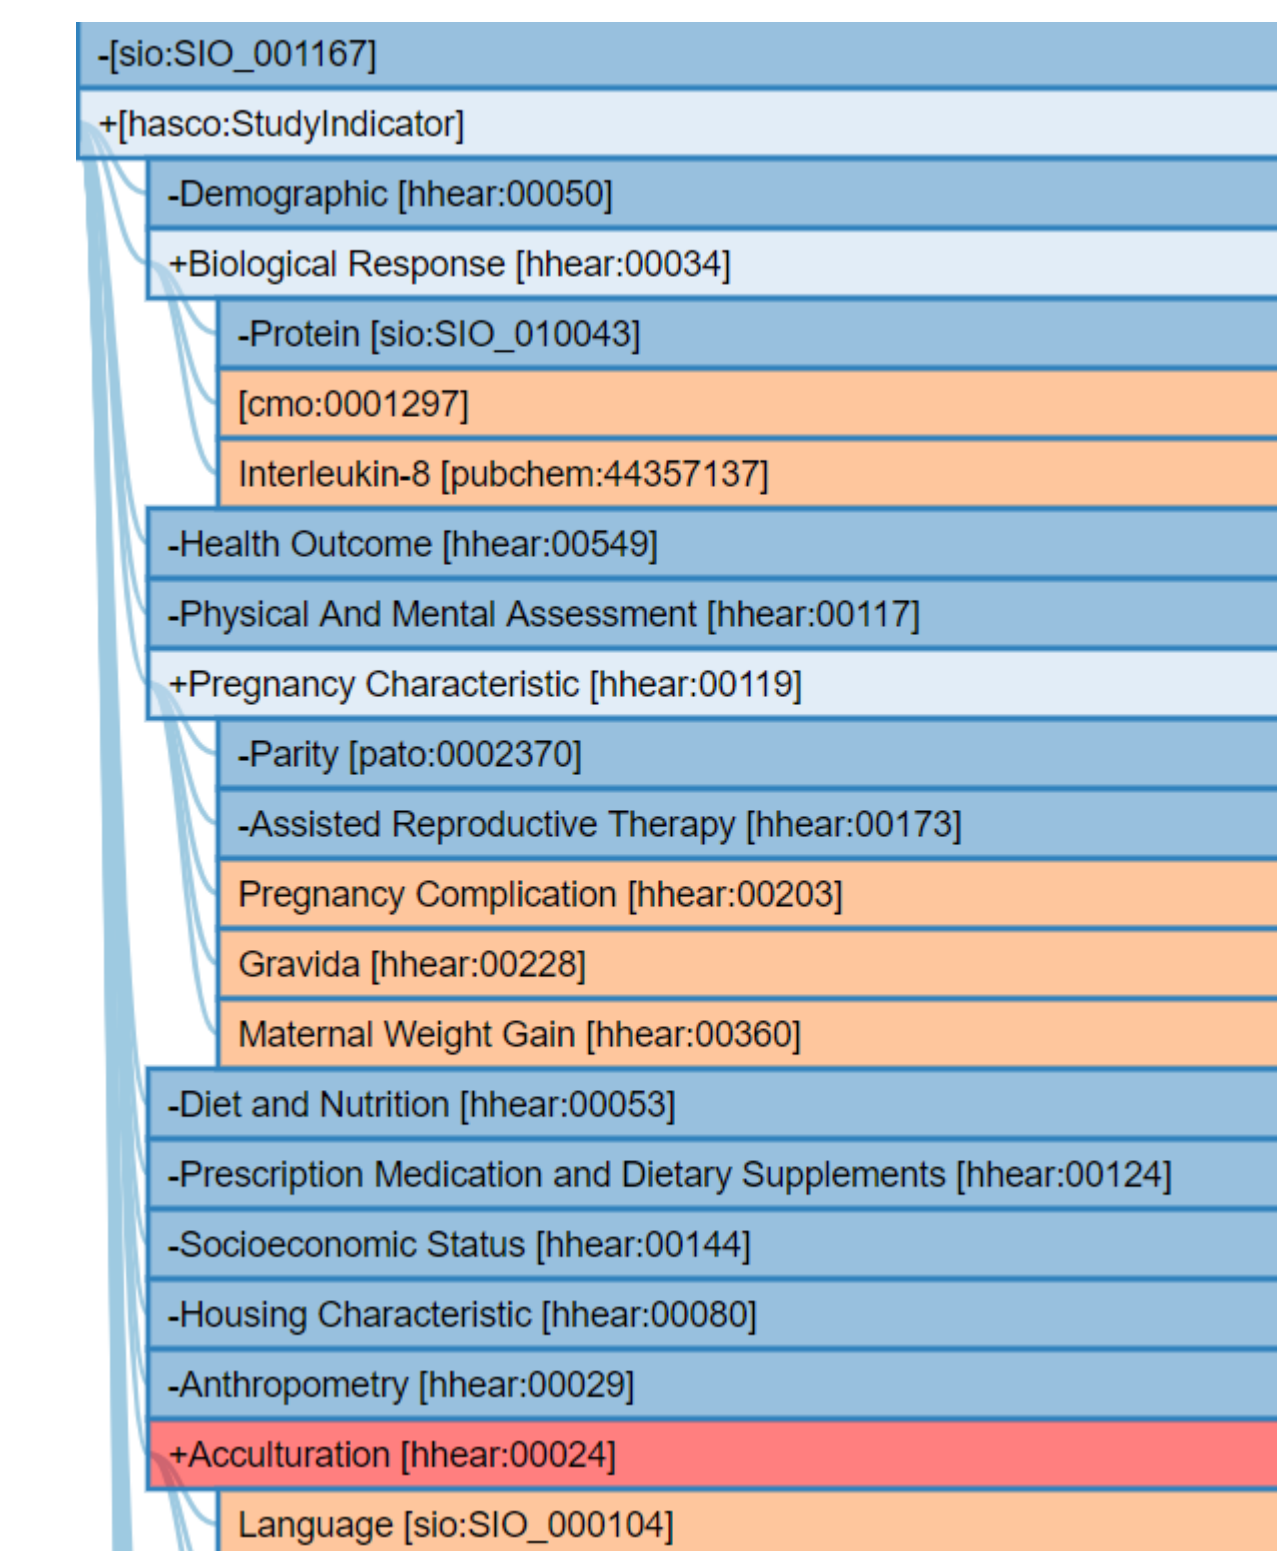 -[sio:SIO_001167]
+[hasco:StudyIndicator]
-Demographic [hhear:00050]
+Biological Response [hhear:00034]
-Protein [sio:SIO_010043]
[cmo:0001297]
Interleukin-8 [pubchem:44357137]
-Health Outcome [hhear:00549]
-Physical And Mental Assessment [hhear:00117]
+Pregnancy Characteristic [hhear:00119]
-Parity [pato:0002370]
-Assisted Reproductive Therapy [hhear:00173]
Pregnancy Complication [hhear:00203]
Gravida [hhear:00228]
Maternal Weight Gain [hhear:00360]
-Diet and Nutrition [hhear:00053]
-Prescription Medication and Dietary Supplements [hhear:00124]
-Socioeconomic Status [hhear:00144]
-Housing Characteristic [hhear:00080]
-Anthropometry [hhear:00029]
+Acculturation [hhear:00024]
Language [sio:SIO_000104]